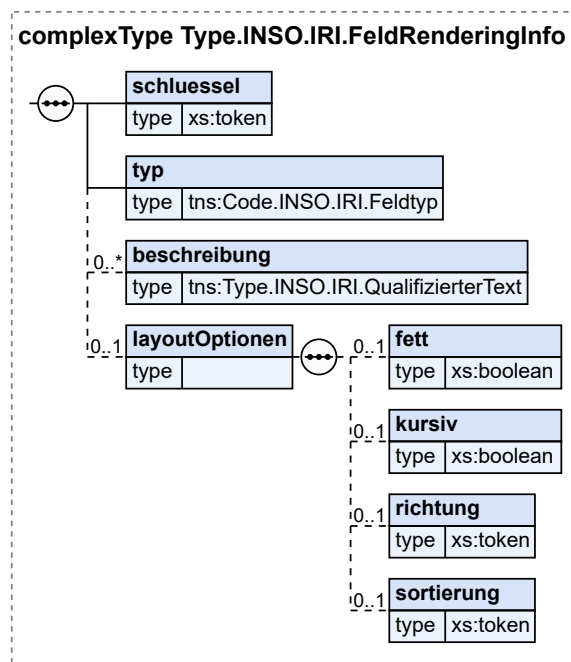 complexType Type.INSO.IRI.FeldRenderingInfo
schluessel
type xs:token
typ
type tns:Code.INSO.IRI.Feldtyp
0..* beschreibung
type tns:Type.INSO.IRI.QualifizierterText
0..1 layoutOptionen 0..1 fett
type type xs:boolean
0..1 kursiv
type xs:boolean
0..1 richtung
type xs:token
0..1 sortierung
type xs:token